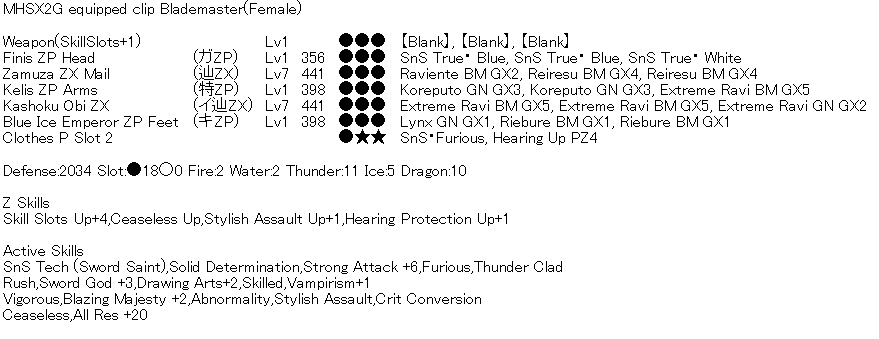 MHSX2G equipped clip Blademaster(Female)
Weapon(SkillSlots+1) Lv1 ●●● 【Blank】, 【Blank】, 【Blank】
Finis ZP Head (ガZP) Lv1 356 ●●● SnS True・ Blue, SnS True・ Blue, SnS True・ White
Zamuza ZX Mail (辿ZX) Lv7 441 ●●● Raviente BM GX2, Reiresu BM GX4, Reiresu BM GX4
Kelis ZP Arms (特ZP) Lv1 398 ●●● Koreputo GN GX3, Koreputo GN GX3, Extreme Ravi BM GX5
Kashoku Obi ZX (イ辿ZX) Lv7 441 ●●● Extreme Ravi BM GX5, Extreme Ravi BM GX5, Extreme Ravi GN GX2
Blue Ice Emperor ZP Feet (キZP) Lv1 398 ●●● Lynx GN GX1, Riebure BM GX1, Riebure BM GX1
Clothes P Slot 2 ●★★ SnS・Furious, Hearing Up PZ4
Defense:2034 Slot:●18○0 Fire:2 Water:2 Thunder:11 Ice:5 Dragon:10
Z Skills
Skill Slots Up+4,Ceaseless Up,Stylish Assault Up+1,Hearing Protection Up+1
Active Skills
SnS Tech (Sword Saint),Solid Determination,Strong Attack +6,Furious,Thunder Clad
Rush,Sword God +3,Drawing Arts+2,Skilled,Vampirism+1
Vigorous,Blazing Majesty +2,Abnormality,Stylish Assault,Crit Conversion
Ceaseless,All Res +20